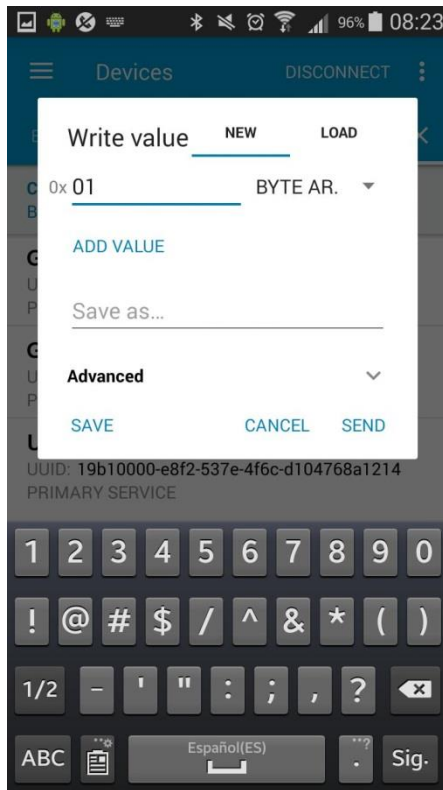 96% 08:23
Devices DISCONNECT
Write value NEW LOAD
0x 01 BYTE AR.
ADD VALUE
Save as...
Advanced
SAVE CANCEL SEND
UUID: 19b10000-e8f2-537e-4f6c-d104768a1214
PRIMARY SERVICE
1 2 3 4 5 6 7 8 9 0
! @ # $ / ^ & * ( )
1/2 - ' " : ; , ?
ABC Español(ES) . Sig.